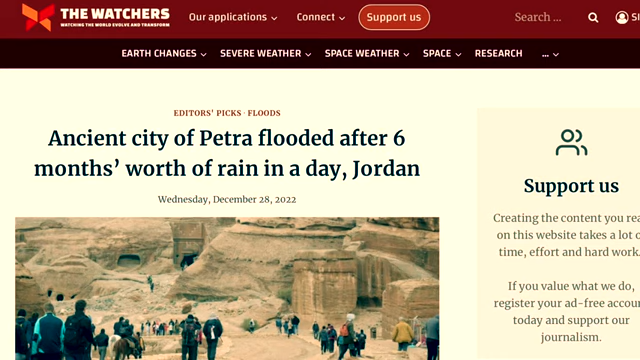 THE WATCHERS
WATCHING THE WORLD EVOLVE AND TRANSFORM
Our applications
Connect
Support us
Search ...
EARTH CHANGES
SEVERE WEATHER
SPACE WEATHER
SPACE
RESEARCH
...
EDITORS' PICKS · FLOODS
Ancient city of Petra flooded after 6
months’ worth of rain in a day, Jordan
Wednesday, December 28, 2022
Support us
Creating the content you
on this website takes a lot
time, effort and hard work.
If you value what we do,
register your ad-free
today and support our
journalism.